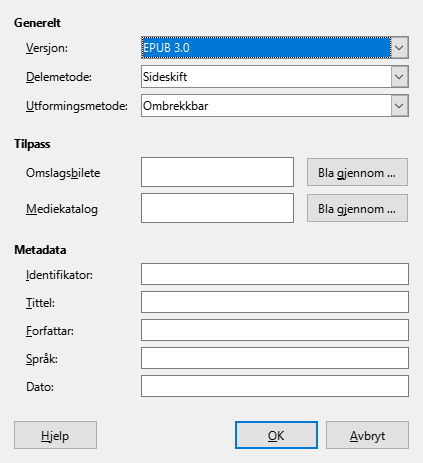 Generelt
Versjon: EPUB 3.0
Delemetode: Sideskift
Utformingsmetode: Ombrekkbar
Tilpass
Omslagsbilete Bla gjennom ...
Mediekatalog Bla gjennom ...
Metadata
Identifikator:
Tittel:
Forfattar:
Språk:
Dato:
Hjelp OK Avbryt